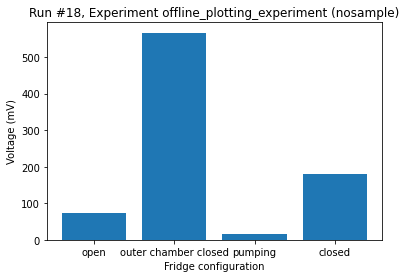 Run #18, Experiment offline_plotting_experiment (nosample)
Voltage (mV)
500
400
300
200
100
0
open outer chamber closed pumping closed
Fridge configuration